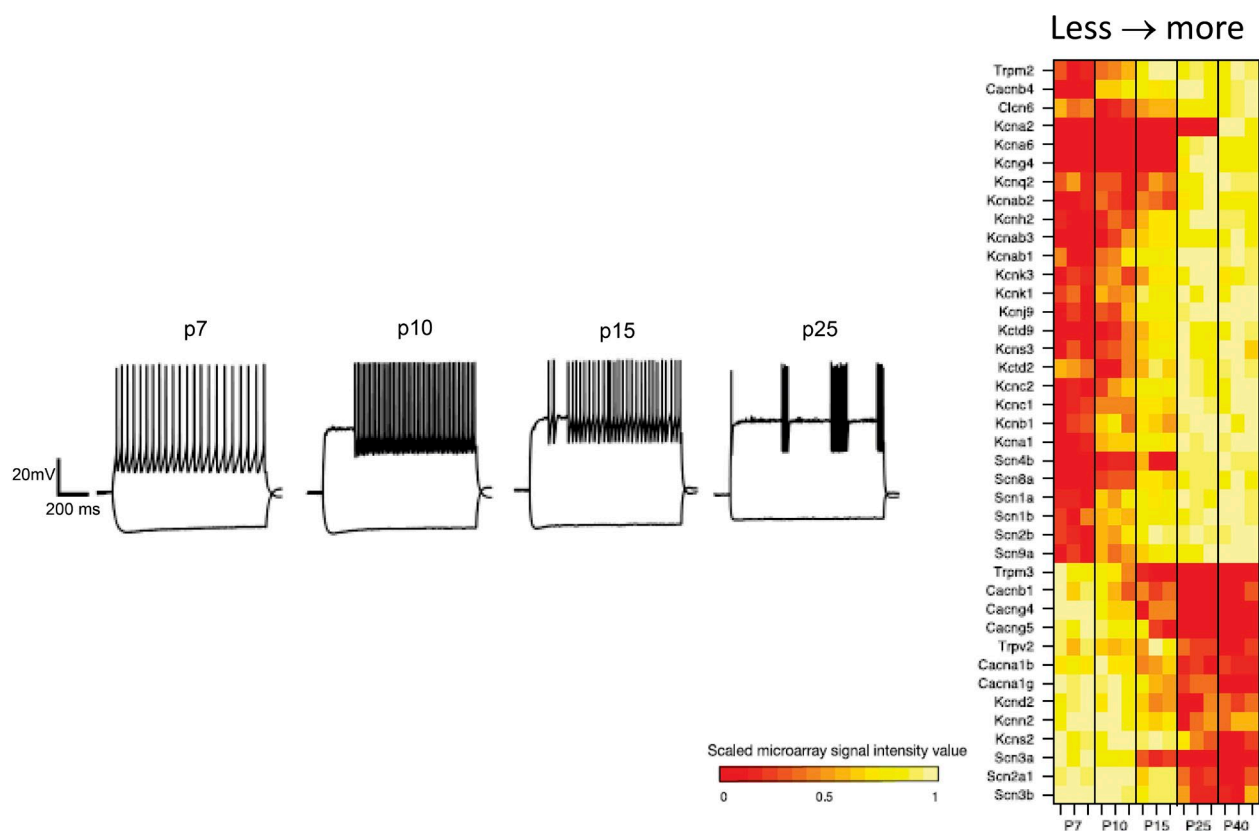 Less → more
p7
p10
p15
p25
20mV
200 ms
Trpm2
Cacnb4
Clcn6
Kcna2
Kcna6
Kcng4
Kcnq2
Kcnab2
Kcnh2
Kcnab3
Kcnab1
Kcnk3
Kcnk1
Kcnj9
Kctd9
Kcns3
Kctd2
Kcnc2
Kcnc1
Kcnb1
Kcna1
Scn4b
Scn8a
Scn1a
Scn1b
Scn2b
Scn9a
Trpm3
Cacnb1
Cacng4
Cacng5
Trpv2
Cacna1b
Cacna1g
Kcnd2
Kcnn2
Kcns2
Scn3a
Scn2a1
Scn3b
Scaled microarray signal intensity value
0 0.5 1
P7 P10 P15 P25 P40